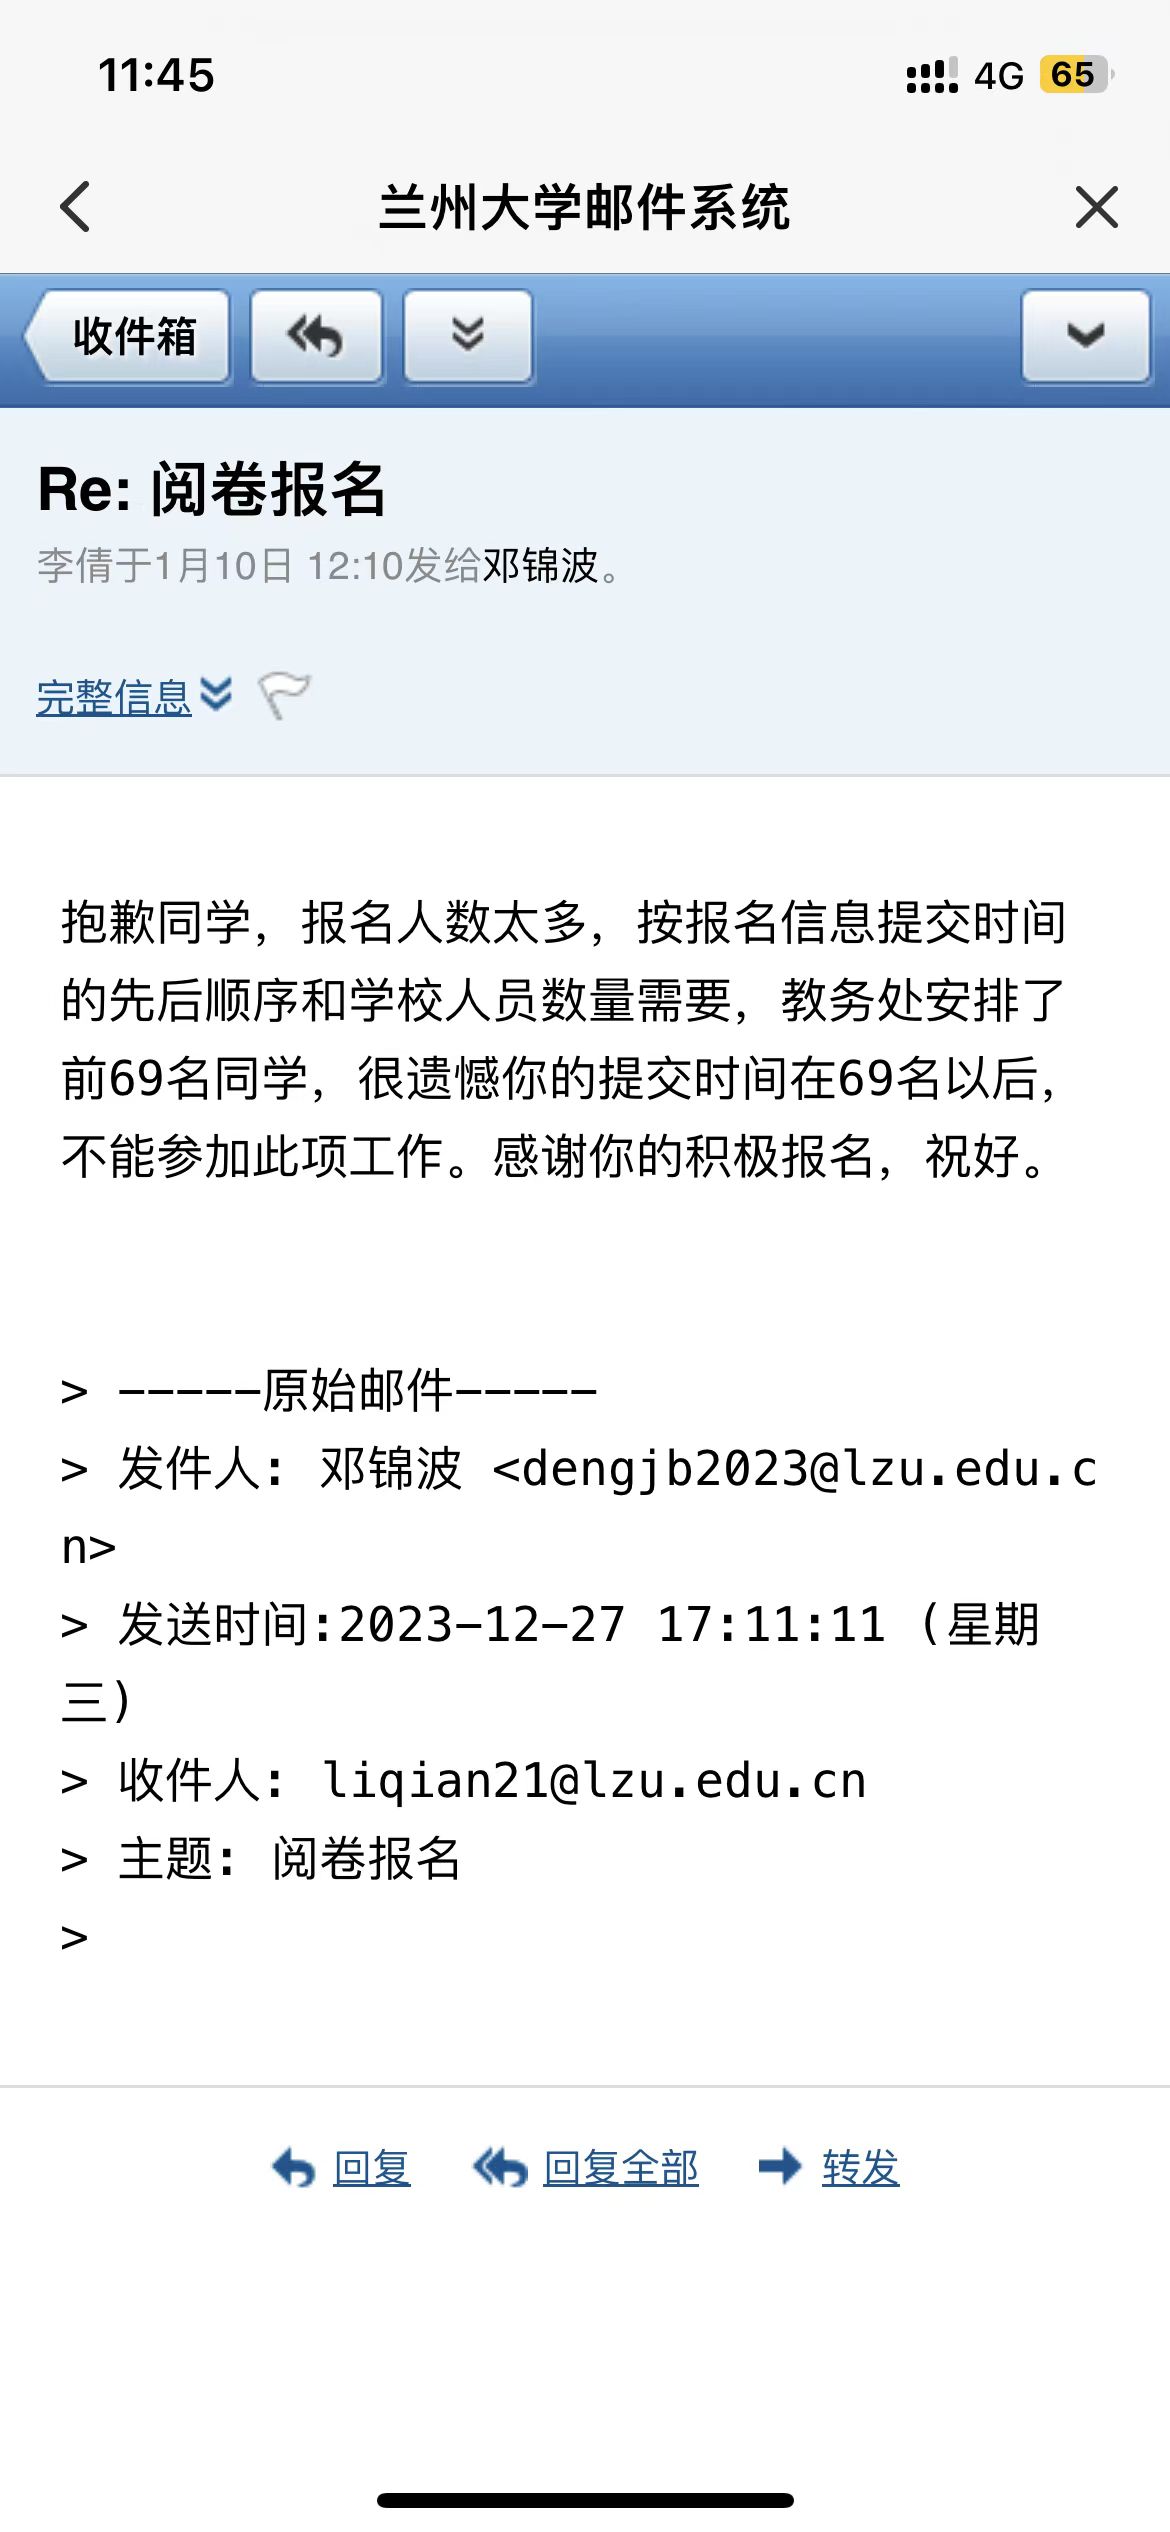 11:45
4G 65
兰州大学邮件系统
收件箱
Re: 阅卷报名
李倩于1月10日 12:10发给邓锦波。
完整信息
抱歉同学，报名人数太多，按报名信息提交时间
的先后顺序和学校人员数量需要，教务处安排了
前69名同学，很遗憾你的提交时间在69名以后，
不能参加此项工作。感谢你的积极报名，祝好。
> -----原始邮件-----
> 发件人: 邓锦波 <dengjb2023@lzu.edu.c
n>
> 发送时间:2023-12-27 17:11:11 (星期
三)
> 收件人: liqian21@lzu.edu.cn
> 主题: 阅卷报名
>
回复 回复全部 转发